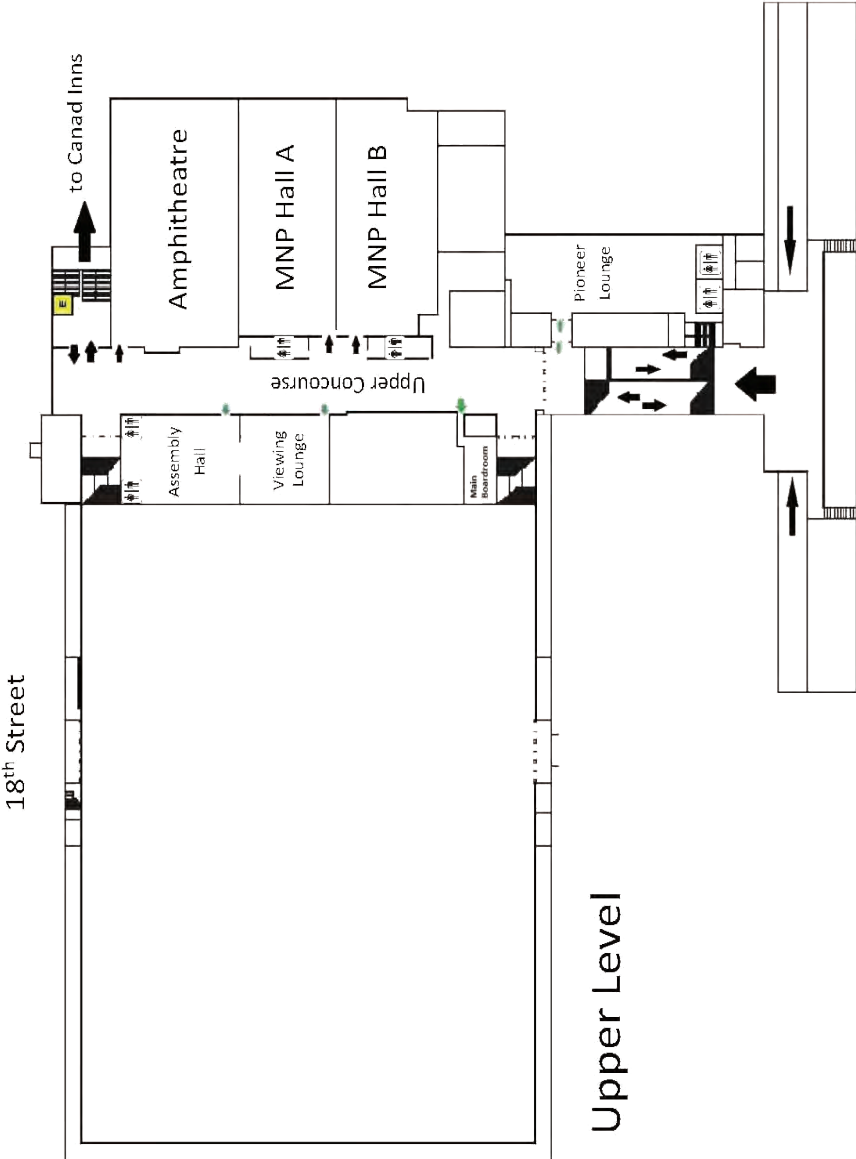 18th Street
to Canad Inns
E
Amphitheatre
MNP Hall A
MNP Hall B
Upper Concourse
Assembly
Hall
Viewing
Lounge
Main
Boardroom
Pioneer
Lounge
Upper Level